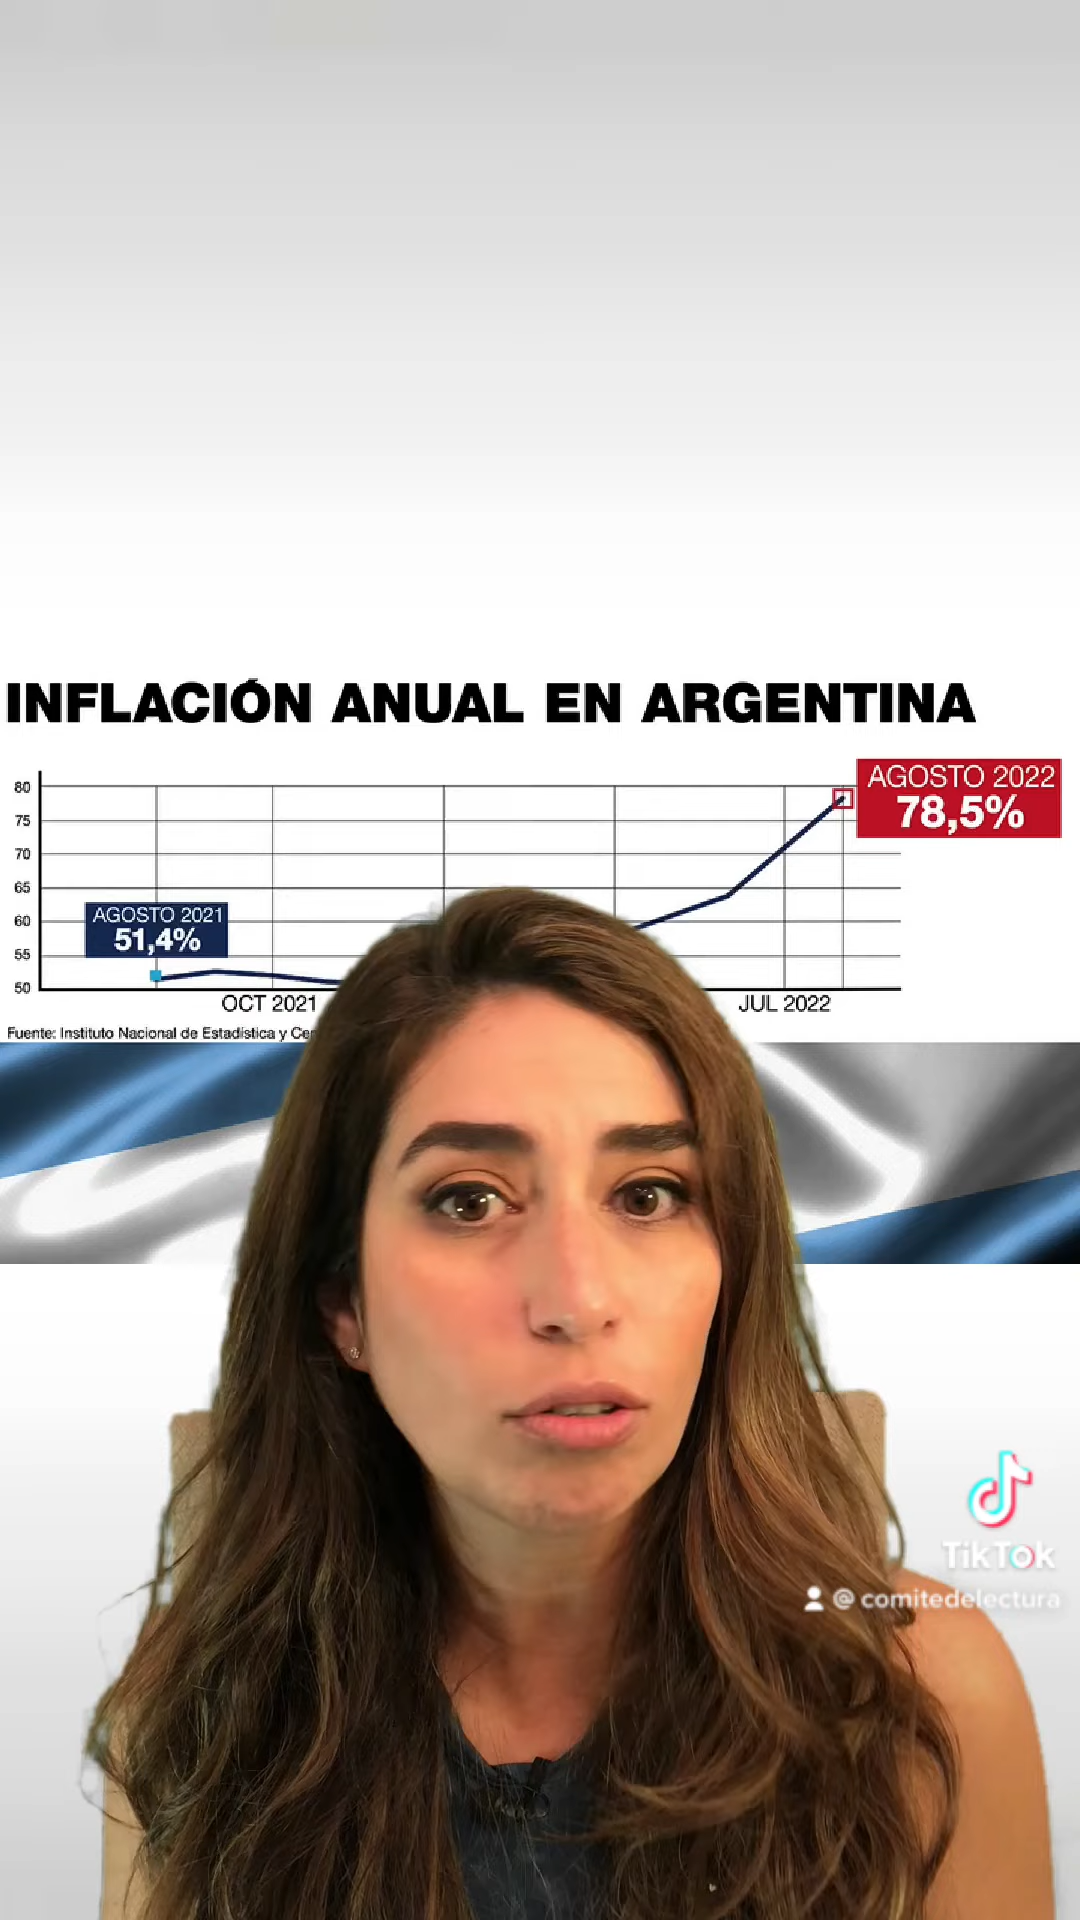 INFLACIÓN ANUAL EN ARGENTINA
80
75
70
65
60
55
50
AGOSTO 2021
51,4%
AGOSTO 2022
78,5%
OCT 2021
JUL 2022
Fuente: Instituto Nacional de Estadística y
TikTok
@ comitedelectura